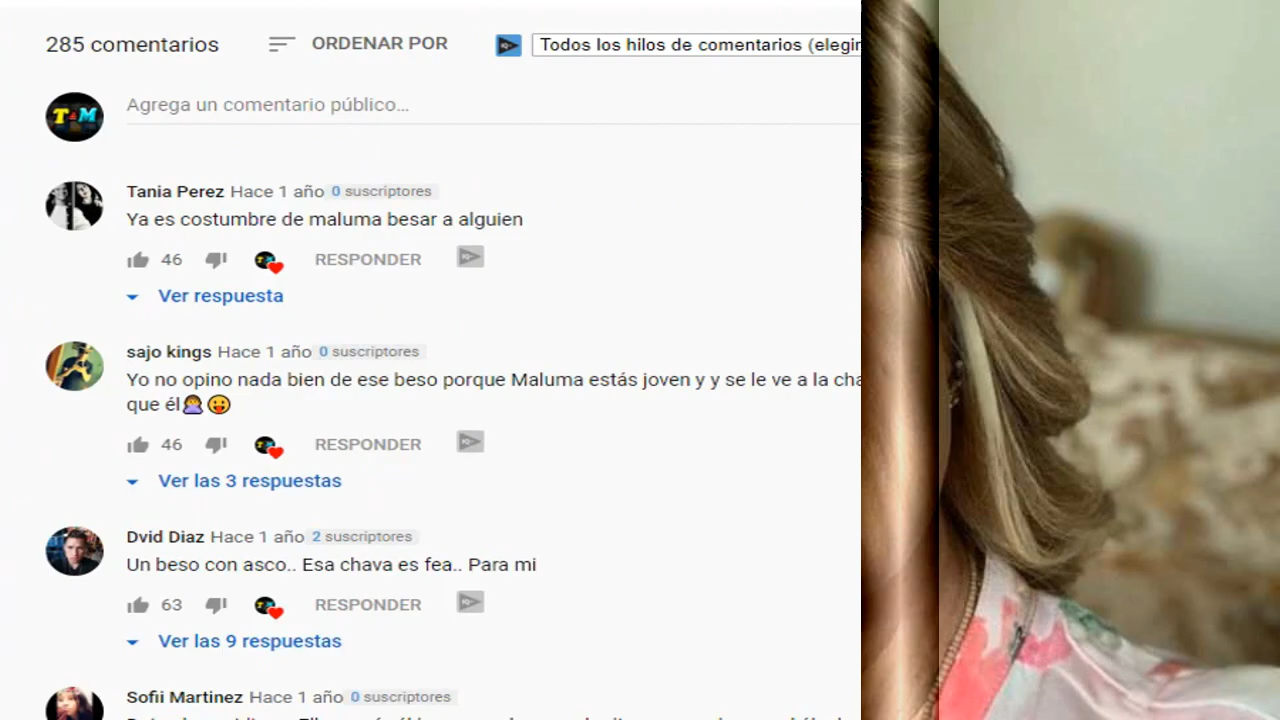 285 comentarios
ORDENAR POR
Todos los hilos de comentarios (elegir
T&M
Agrega un comentario público...
Tania Perez Hace 1 año 0 suscriptores
Ya es costumbre de maluma besar a alguien
46 RESPONDER
Ver respuesta
sajo kings Hace 1 año 0 suscriptores
Yo no opino nada bien de ese beso porque Maluma estás joven y y se le ve a la cha
que él🙇😛
46 RESPONDER
Ver las 3 respuestas
Dvid Diaz Hace 1 año 2 suscriptores
Un beso con asco.. Esa chava es fea.. Para mi
63 RESPONDER
Ver las 9 respuestas
Sofii Martinez Hace 1 año 0 suscriptores